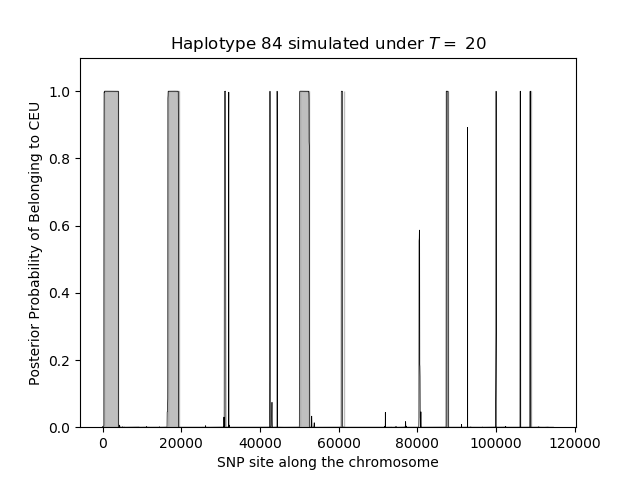 Haplotype 84 simulated under T = 20
Posterior Probability of Belonging to CEU
1.0
0.8
0.6
0.4
0.2
0.0
0 20000 40000 60000 80000 100000 120000
SNP site along the chromosome